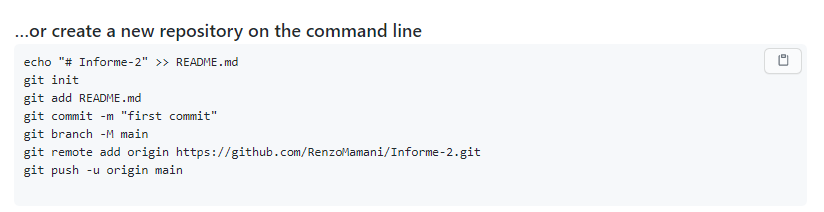 ...or create a new repository on the command line
echo "# Informe-2" >> README.md
git init
git add README.md
git commit -m "first commit"
git branch -M main
git remote add origin https://github.com/RenzoMamani/Informe-2.git
git push -u origin main